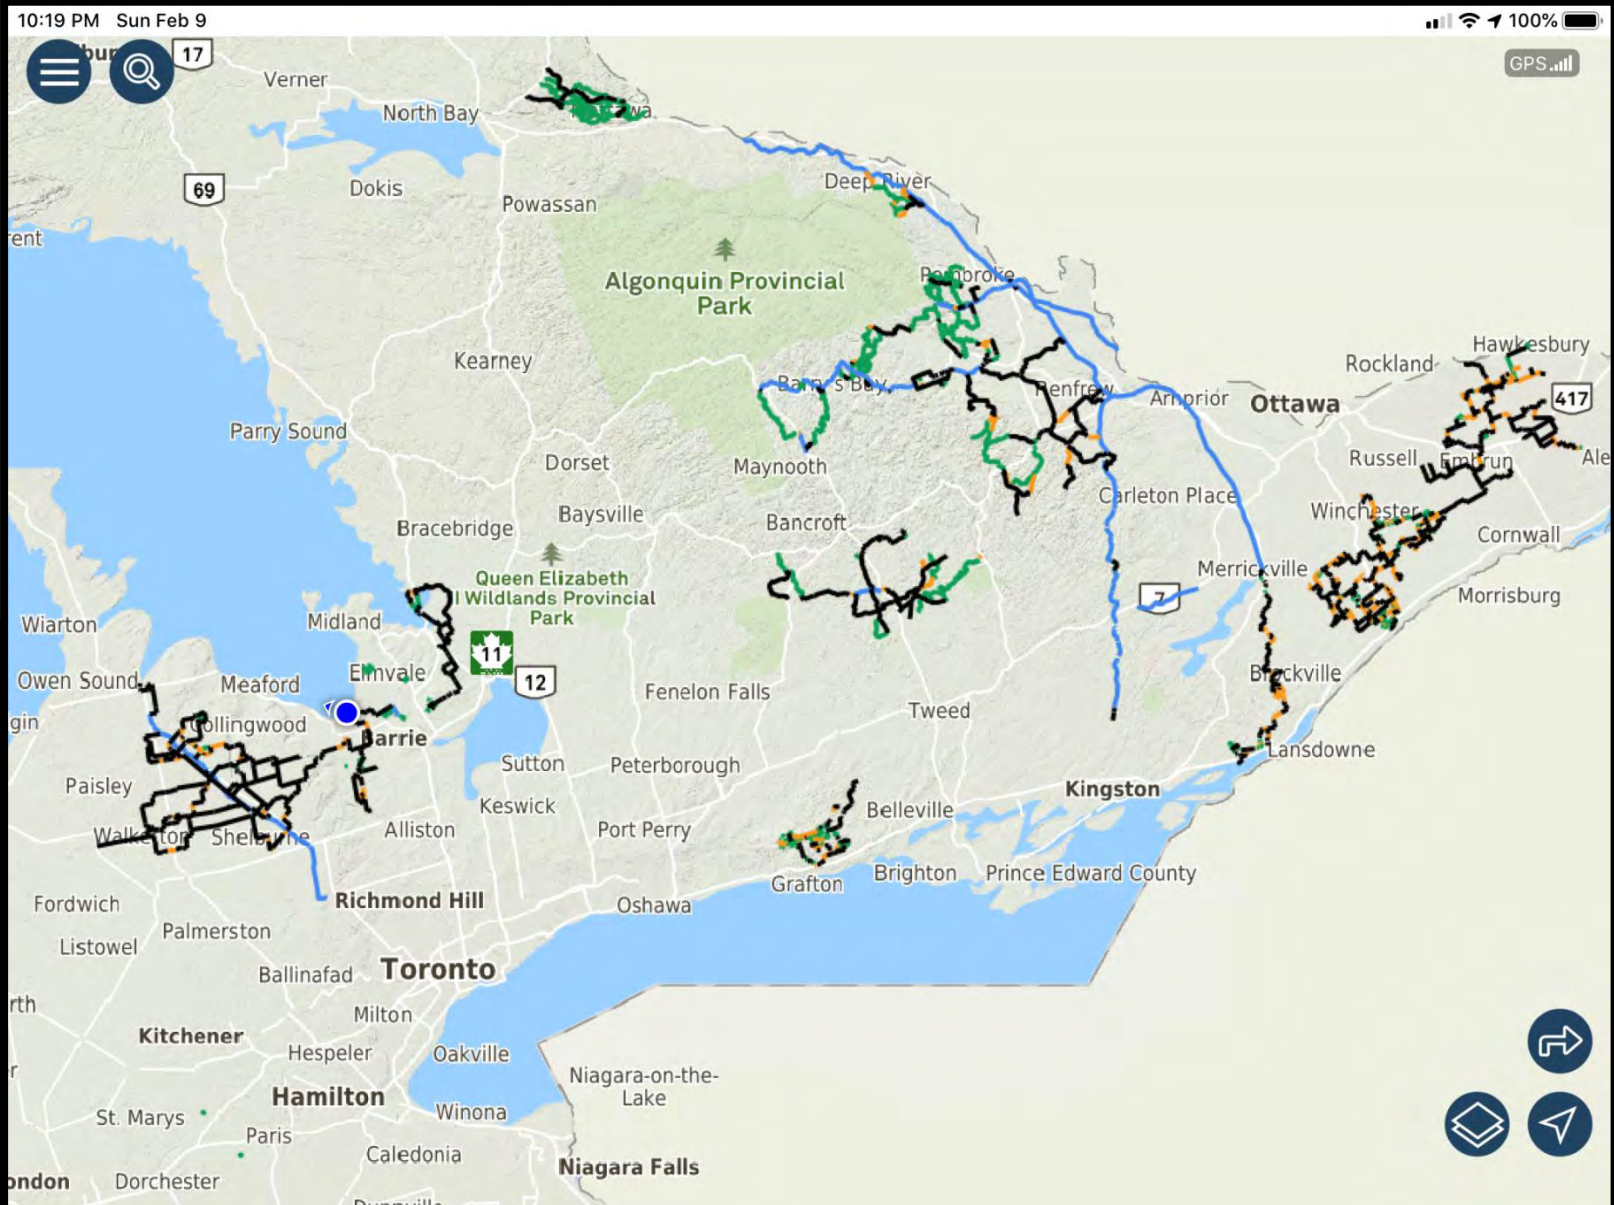 10:19 PM Sun Feb 9
100%
GPS
17
Verner
North Bay
69
Dokis
Powassan
Deep River
Algonquin Provincial
Park
Pembroke
Kearney
Barry's Bay
Renfrew
Arnprior
Ottawa
Rockland
Hawkesbury
417
Parry Sound
Dorset
Maynooth
Russell
Embrun
Carleton Place
Baysville
Bracebridge
Bancroft
Winchester
Cornwall
Queen Elizabeth
I Wildlands Provincial
Park
Merrickville
7
Morrisburg
Wiarton
Midland
11
12
Owen Sound
Meaford
Elmvale
Fenelon Falls
Tweed
Brockville
Collingwood
Barrie
Lansdowne
Sutton
Peterborough
Paisley
Keswick
Kingston
Belleville
Walkerton
Shelburne
Alliston
Port Perry
Grafton
Brighton
Prince Edward County
Fordwich
Richmond Hill
Oshawa
Palmerston
Listowel
Ballinafad
Toronto
Milton
Kitchener
Hespeler
Oakville
Niagara-on-the-
Lake
Hamilton
Winona
St. Marys
Paris
Caledonia
Niagara Falls
ondon
Dorchester